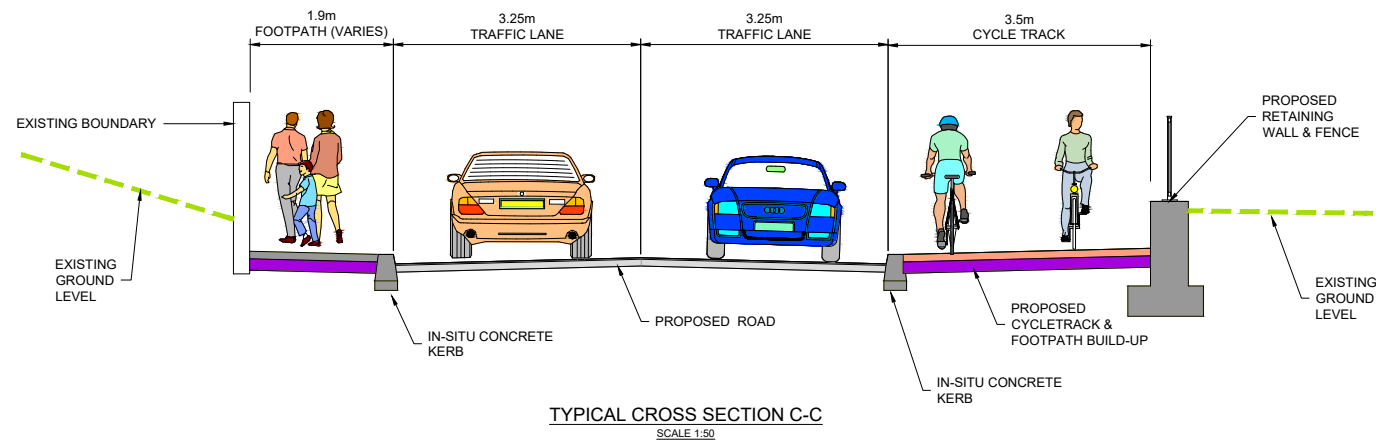 1.9m
FOOTPATH (VARIES)
3.25m
TRAFFIC LANE
3.25m
TRAFFIC LANE
3.5m
CYCLE TRACK
EXISTING BOUNDARY
PROPOSED
RETAINING
WALL & FENCE
EXISTING
GROUND
LEVEL
IN-SITU CONCRETE
KERB
PROPOSED ROAD
PROPOSED
CYCLETRACK &
FOOTPATH BUILD-UP
IN-SITU CONCRETE
KERB
EXISTING
GROUND
LEVEL
TYPICAL CROSS SECTION C-C
SCALE 1:50